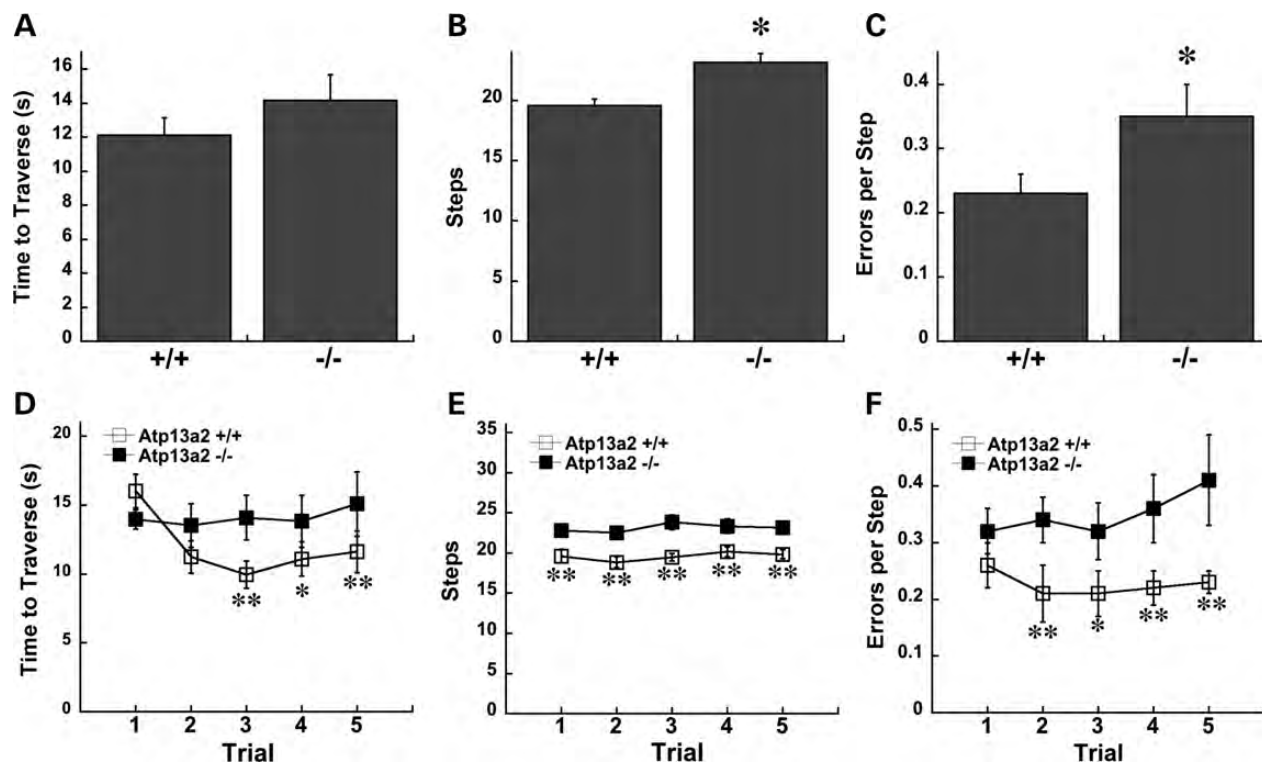 A
Time to Traverse (s)
16
14
12
10
8
6
4
2
0
+/+
-/-
B
*
Steps
20
15
10
5
0
+/+
-/-
C
*
Errors per Step
0.4
0.3
0.2
0.1
0
+/+
-/-
D
Atp13a2 +/+
Atp13a2 -/-
Time to Traverse (s)
20
15
10
5
0
**
*
**
1 2 3 4 5
Trial
E
Atp13a2 +/+
Atp13a2 -/-
Steps
35
30
25
20
15
10
5
0
** ** ** ** **
1 2 3 4 5
Trial
F
Atp13a2 +/+
Atp13a2 -/-
Errors per Step
0.5
0.4
0.3
0.2
0.1
0
**
*
**
**
1 2 3 4 5
Trial